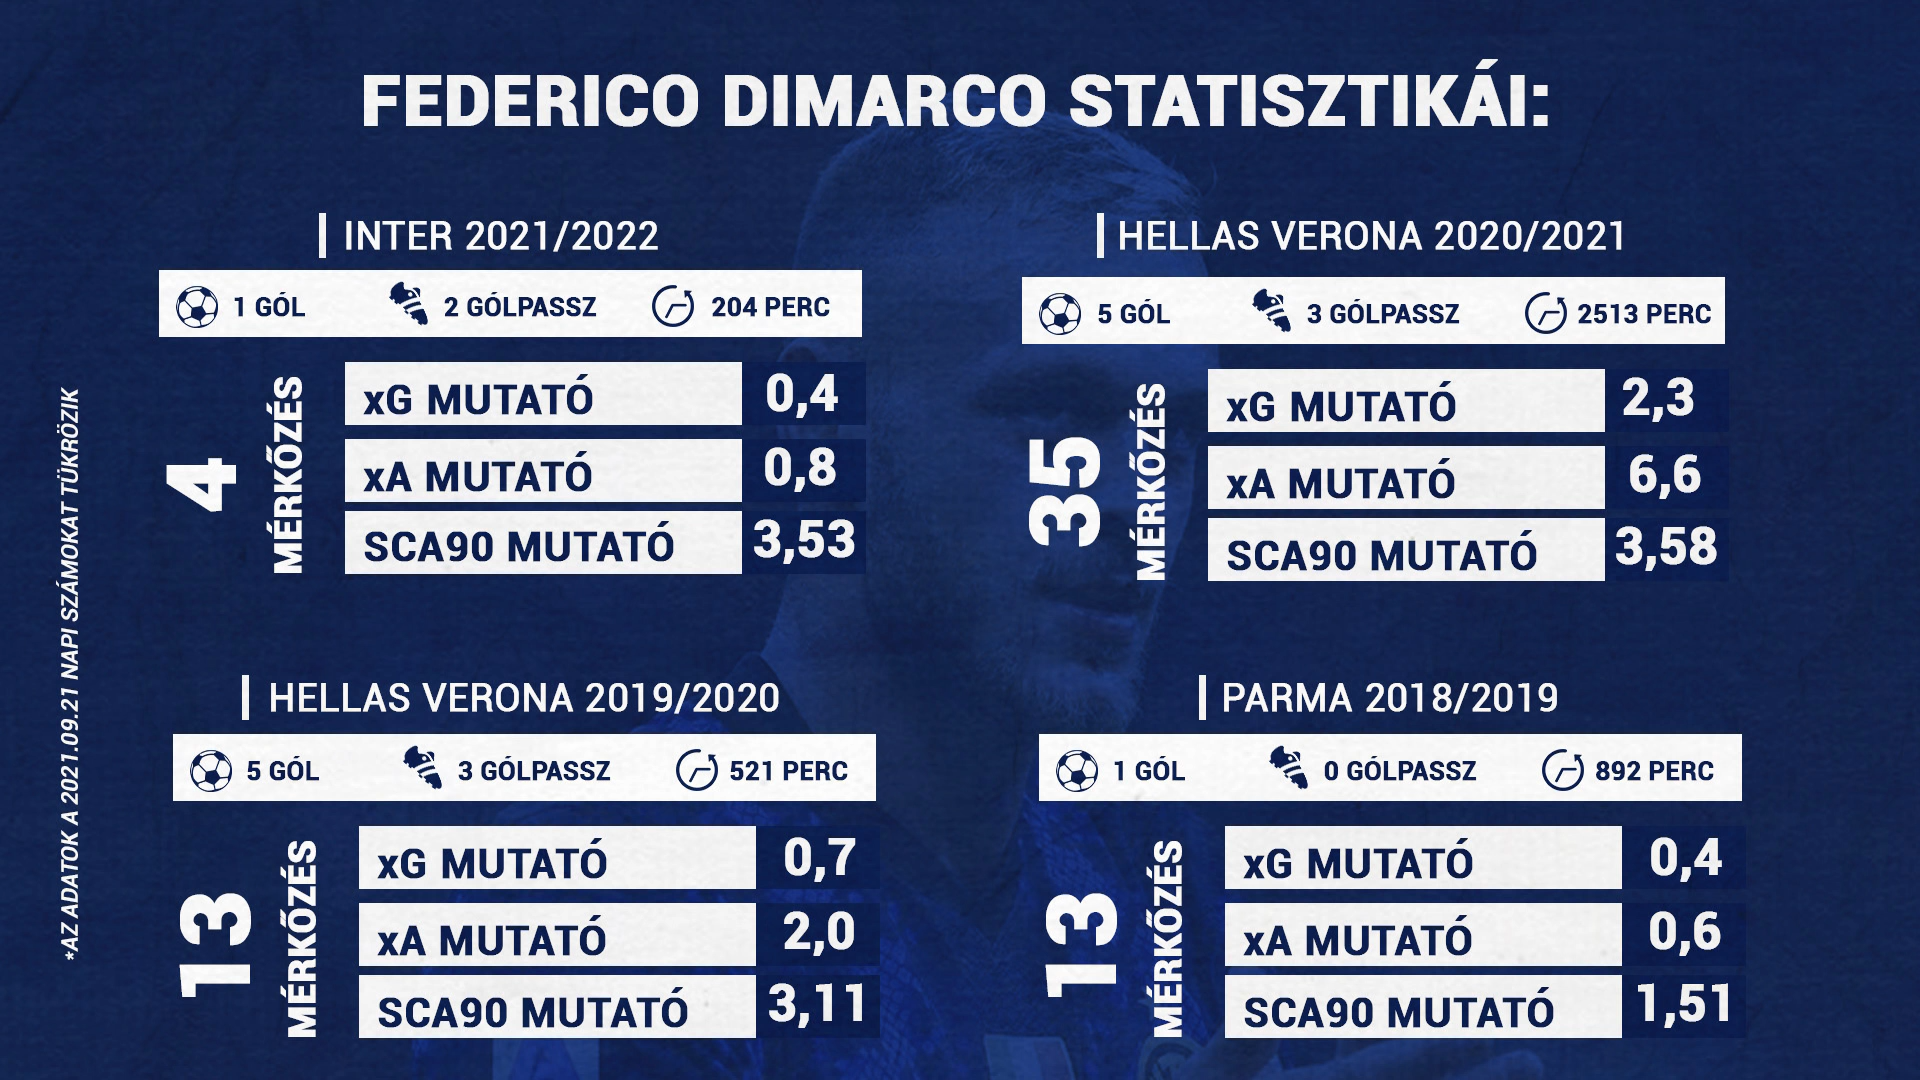 FEDERICO DIMARCO STATISZTIKÁI:
INTER 2021/2022
1 GÓL
2 GÓLPASSZ
204 PERC
4
MÉRKŐZÉS
xG MUTATÓ
0,4
xA MUTATÓ
0,8
SCA90 MUTATÓ
3,53
HELLAS VERONA 2020/2021
5 GÓL
3 GÓLPASSZ
2513 PERC
35
MÉRKŐZÉS
xG MUTATÓ
2,3
xA MUTATÓ
6,6
SCA90 MUTATÓ
3,58
HELLAS VERONA 2019/2020
5 GÓL
3 GÓLPASSZ
521 PERC
13
MÉRKŐZÉS
xG MUTATÓ
0,7
xA MUTATÓ
2,0
SCA90 MUTATÓ
3,11
PARMA 2018/2019
1 GÓL
0 GÓLPASSZ
892 PERC
13
MÉRKŐZÉS
xG MUTATÓ
0,4
xA MUTATÓ
0,6
SCA90 MUTATÓ
1,51
*AZ ADATOK A 2021.09.21 NAPI SZÁMOKAT TÜKRÖZIK